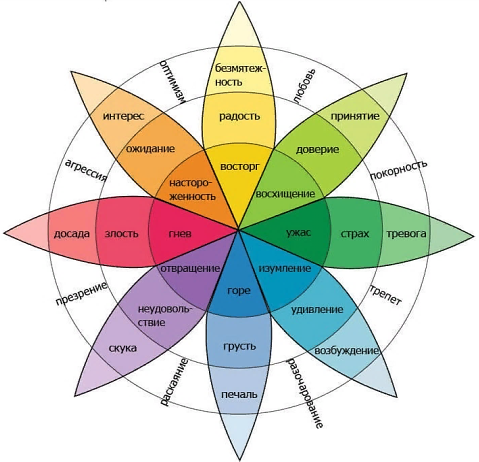 безмятеж-
ность
оптимизм
любовь
интерес
радость
принятие
ожидание
доверие
агрессия
восторг
покорность
насторо-
женность
восхищение
досада
злость
гнев
ужас
страх
тревога
отвращение
изумление
презрение
горе
трепет
неудоволь-
ствие
удивление
скука
грусть
возбуждение
раскаяние
разочарование
печаль